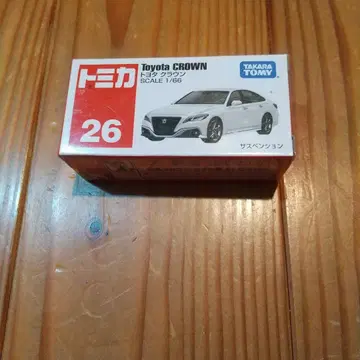 トミカ
26
Toyota CROWN
トヨタ クラウン
SCALE 1/66
TAKARA
TOMY
サスペンション